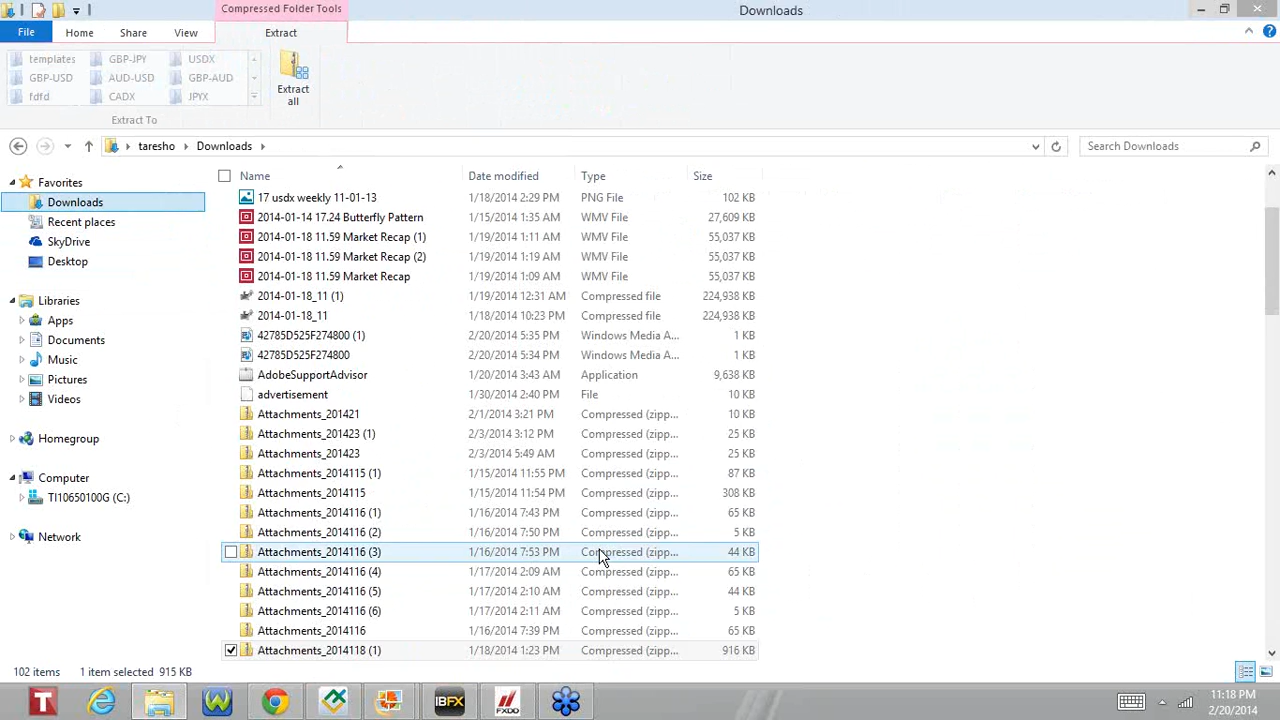 Compressed Folder Tools
Downloads
File Home Share View Extract
templates GBP-JPY USDX
GBP-USD AUD-USD GBP-AUD
fdfd CADX JPYX
Extract all
Extract To
taresho Downloads
Search Downloads
Favorites
Downloads
Recent places
SkyDrive
Desktop
Libraries
Apps
Documents
Music
Pictures
Videos
Homegroup
Computer
TI10650100G (C:)
Network
Name Date modified Type Size
17 usdx weekly 11-01-13 1/18/2014 2:29 PM PNG File 102 KB
2014-01-14 17.24 Butterfly Pattern 1/15/2014 1:35 AM WMV File 27,609 KB
2014-01-18 11.59 Market Recap (1) 1/19/2014 1:11 AM WMV File 55,037 KB
2014-01-18 11.59 Market Recap (2) 1/19/2014 1:19 AM WMV File 55,037 KB
2014-01-18 11.59 Market Recap 1/19/2014 1:09 AM WMV File 55,037 KB
2014-01-18_11 (1) 1/19/2014 12:31 AM Compressed file 224,938 KB
2014-01-18_11 1/18/2014 10:23 PM Compressed file 224,938 KB
42785D525F274800 (1) 2/20/2014 5:35 PM Windows Media A... 1 KB
42785D525F274800 2/20/2014 5:34 PM Windows Media A... 1 KB
AdobeSupportAdvisor 1/20/2014 3:43 AM Application 9,638 KB
advertisement 1/30/2014 2:40 PM File 10 KB
Attachments_201421 2/1/2014 3:21 PM Compressed (zipp... 10 KB
Attachments_201423 (1) 2/3/2014 3:12 PM Compressed (zipp... 25 KB
Attachments_201423 2/3/2014 5:49 AM Compressed (zipp... 25 KB
Attachments_2014115 (1) 1/15/2014 11:55 PM Compressed (zipp... 87 KB
Attachments_2014115 1/15/2014 11:54 PM Compressed (zipp... 308 KB
Attachments_2014116 (1) 1/16/2014 7:43 PM Compressed (zipp... 65 KB
Attachments_2014116 (2) 1/16/2014 7:50 PM Compressed (zipp... 5 KB
Attachments_2014116 (3) 1/16/2014 7:53 PM Compressed (zipp... 44 KB
Attachments_2014116 (4) 1/17/2014 2:09 AM Compressed (zipp... 65 KB
Attachments_2014116 (5) 1/17/2014 2:10 AM Compressed (zipp... 44 KB
Attachments_2014116 (6) 1/17/2014 2:11 AM Compressed (zipp... 5 KB
Attachments_2014116 1/16/2014 7:39 PM Compressed (zipp... 65 KB
Attachments_2014118 (1) 1/18/2014 1:23 PM Compressed (zipp... 916 KB
102 items 1 item selected 915 KB
T W IBFX FXDD
11:18 PM
2/20/2014